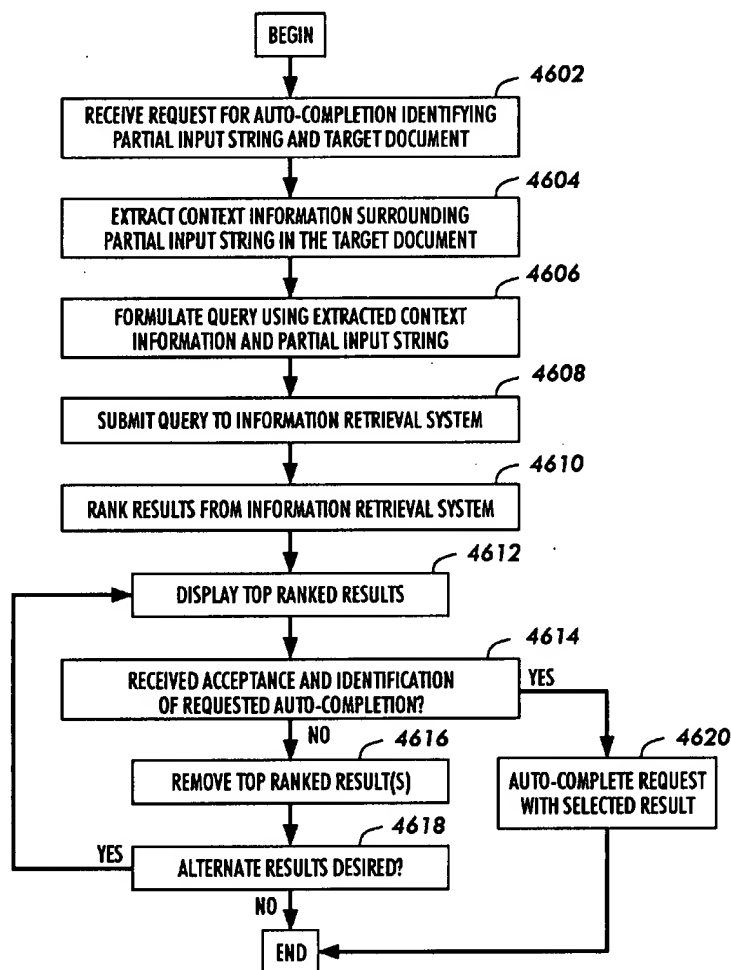 BEGIN
4602
RECEIVE REQUEST FOR AUTO-COMPLETION IDENTIFYING
PARTIAL INPUT STRING AND TARGET DOCUMENT
4604
EXTRACT CONTEXT INFORMATION SURROUNDING
PARTIAL INPUT STRING IN THE TARGET DOCUMENT
4606
FORMULATE QUERY USING EXTRACTED CONTEXT
INFORMATION AND PARTIAL INPUT STRING
4608
SUBMIT QUERY TO INFORMATION RETRIEVAL SYSTEM
4610
RANK RESULTS FROM INFORMATION RETRIEVAL SYSTEM
4612
DISPLAY TOP RANKED RESULTS
4614
RECEIVED ACCEPTANCE AND IDENTIFICATION
OF REQUESTED AUTO-COMPLETION?
YES
NO
4616
REMOVE TOP RANKED RESULT(S)
4620
AUTO-COMPLETE REQUEST
WITH SELECTED RESULT
4618
YES
ALTERNATE RESULTS DESIRED?
NO
END